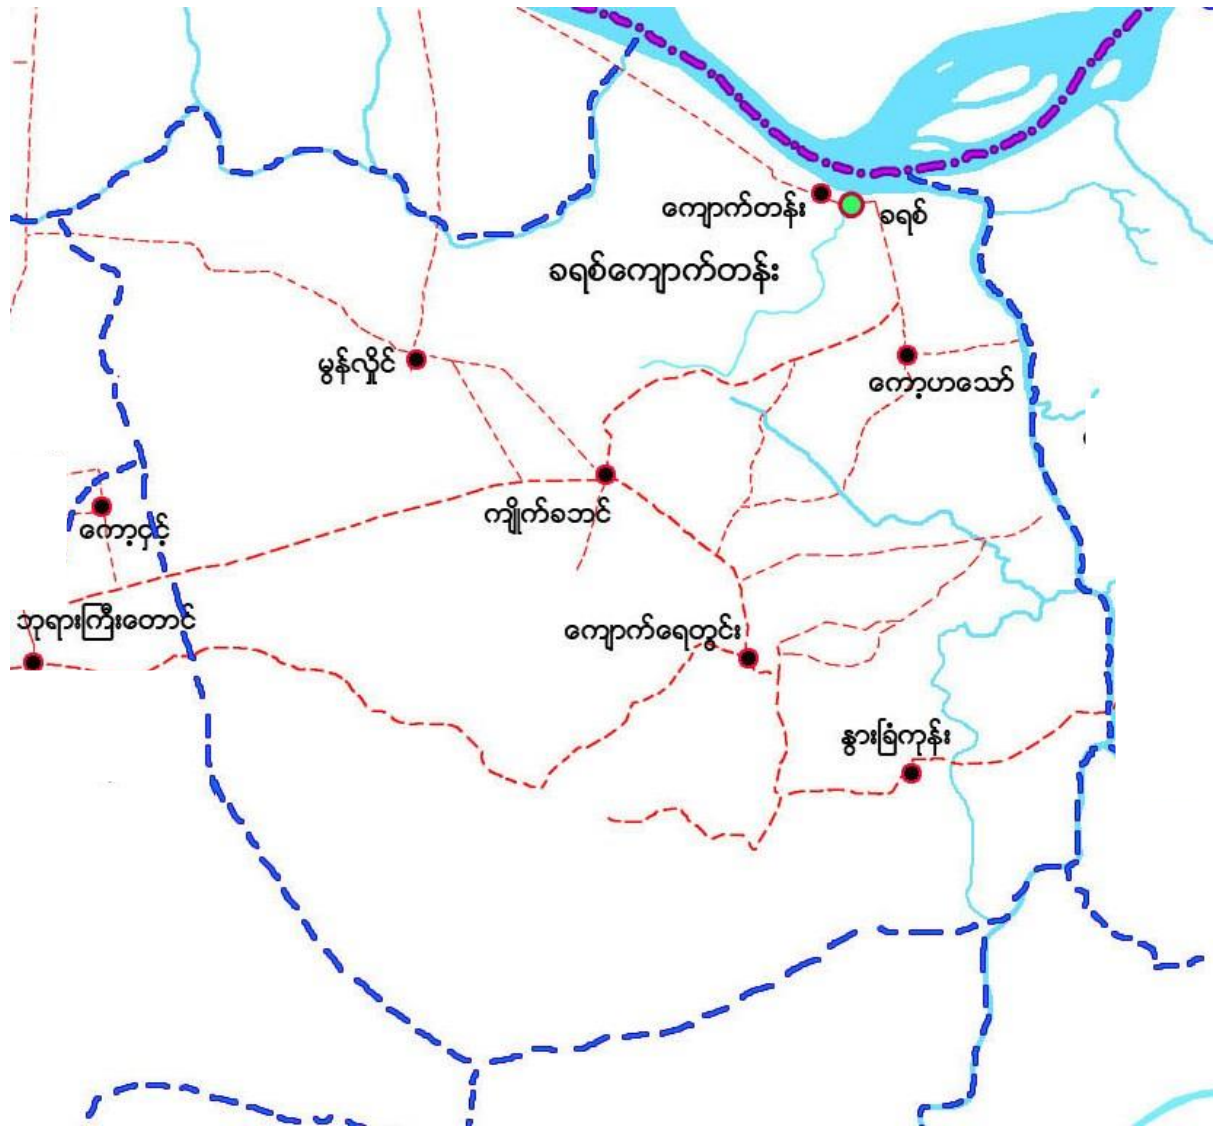 ကျောက်တန်း
ခရစ်
ခရစ်ကျောက်တန်း
မွန်လှိုင်
ကော့ဟသော်
ကျိုက်ခဘင်
ကော့ငှင့်
ဘုရားကြီးတောင်
ကျောက်ရေတွင်း
နွားခြံကုန်း